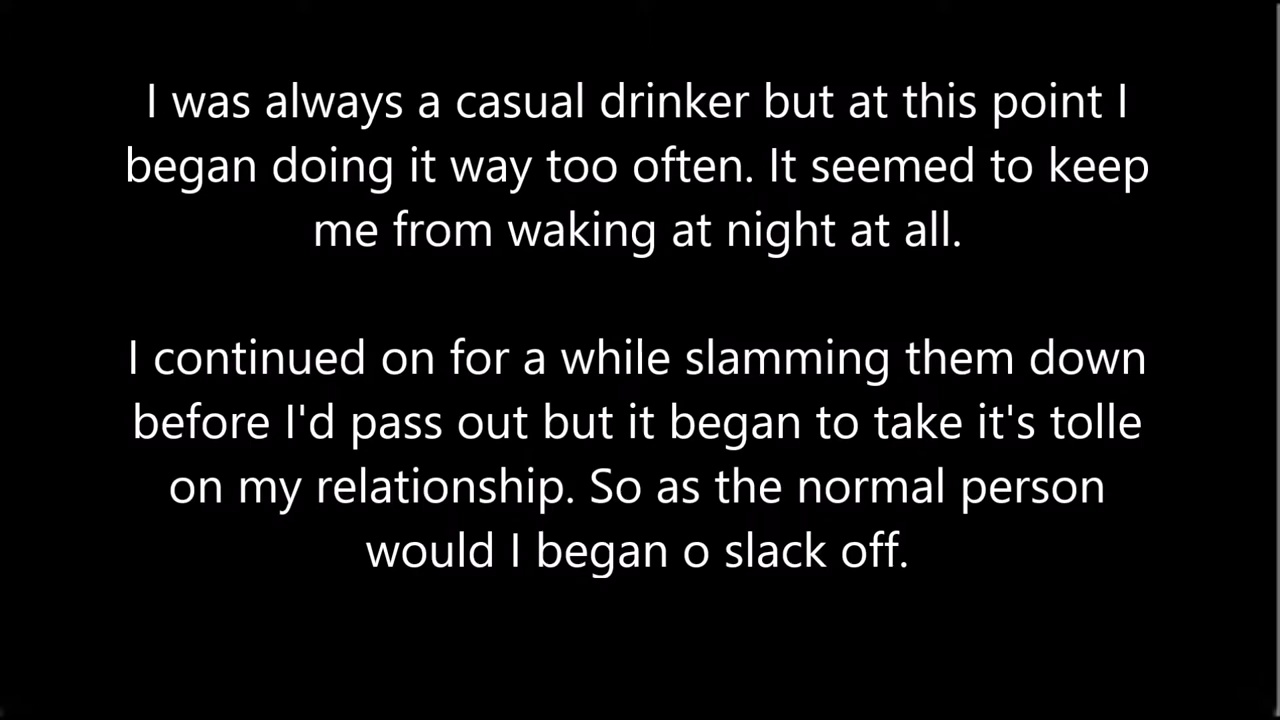 I was always a casual drinker but at this point I
began doing it way too often. It seemed to keep
me from waking at night at all.
I continued on for a while slamming them down
before I'd pass out but it began to take it's tolle
on my relationship. So as the normal person
would I began o slack off.